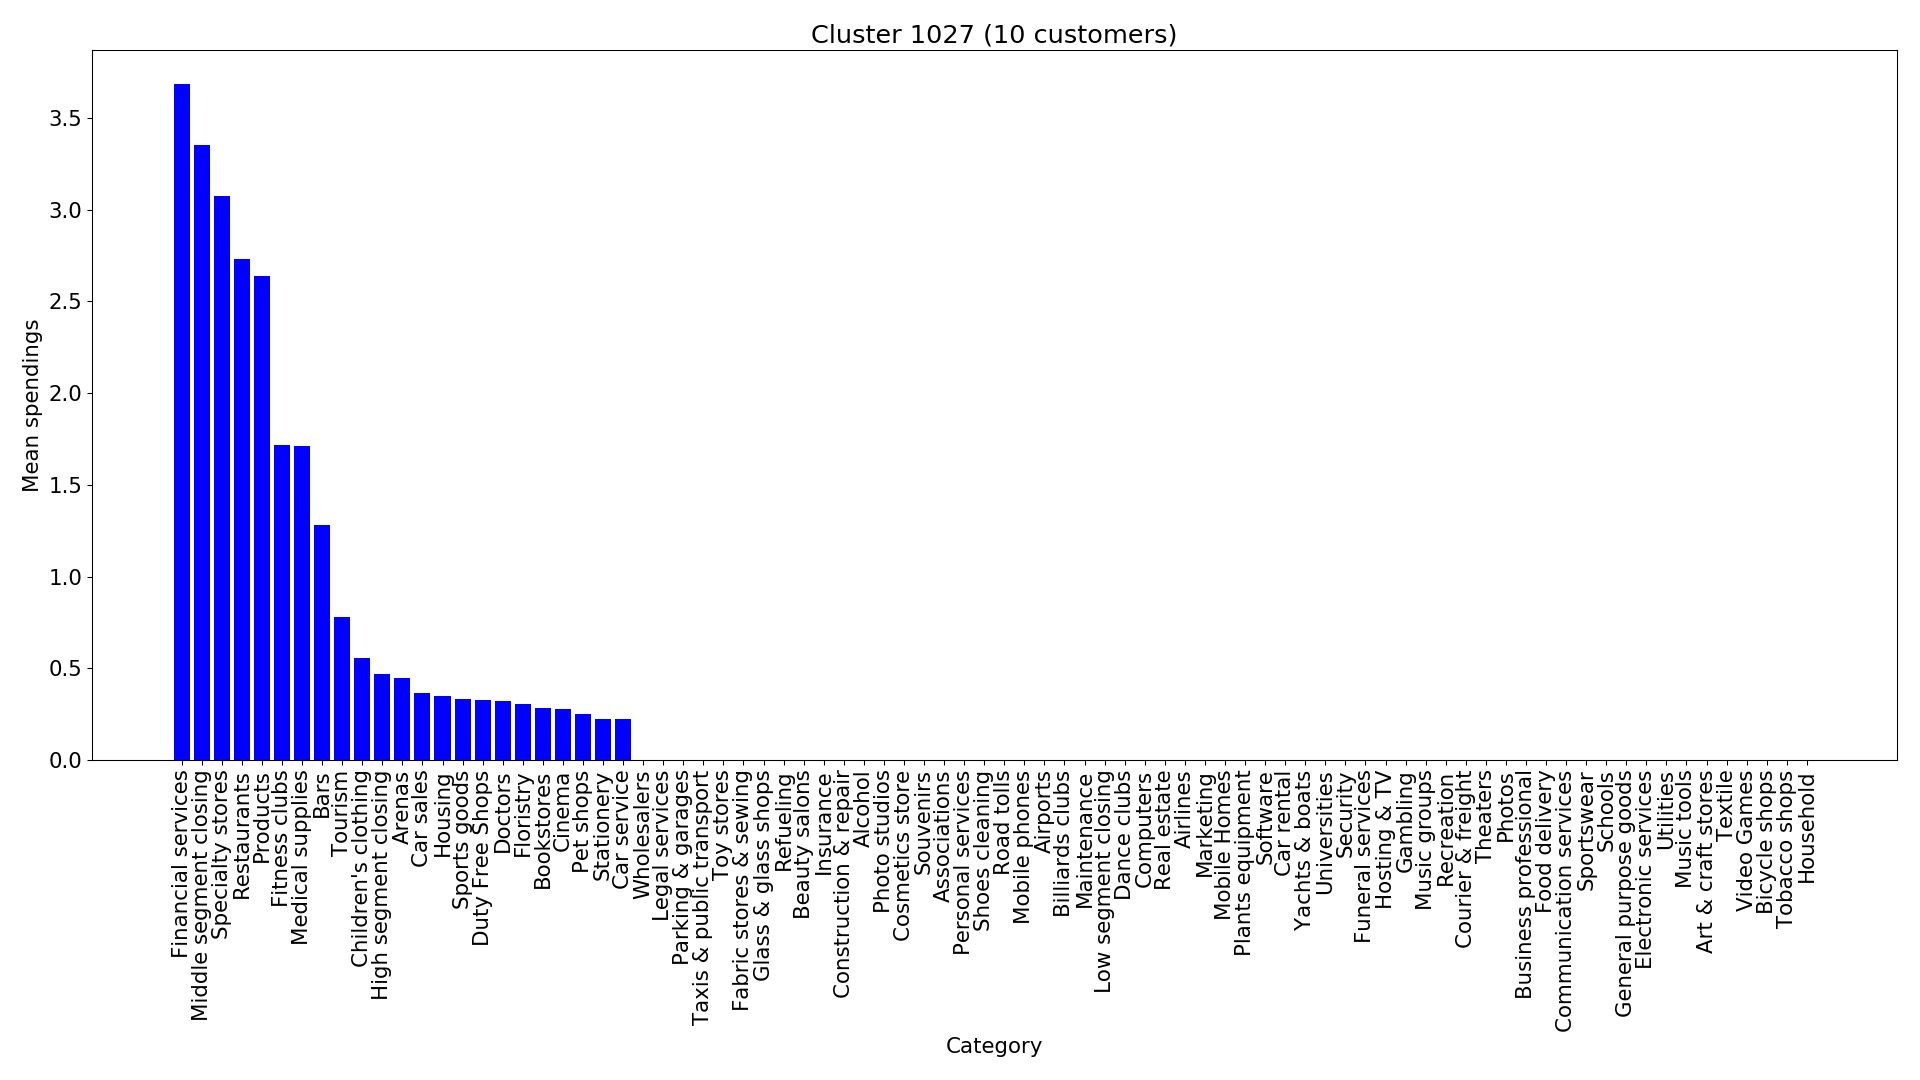 Cluster 1027 (10 customers)
Mean spendings
3.5
3.0
2.5
2.0
1.5
1.0
0.5
0.0
Financial services
Middle segment closing
Specialty stores
Restaurants
Products
Fitness clubs
Medical supplies
Bars
Tourism
Children's clothing
High segment closing
Arenas
Car sales
Housing
Sports goods
Duty Free Shops
Doctors
Floristry
Bookstores
Cinema
Pet shops
Stationery
Car service
Wholesalers
Legal services
Parking & garages
Taxis & public transport
Toy stores
Fabric stores & sewing
Glass & glass shops
Refueling
Beauty salons
Insurance
Construction & repair
Alcohol
Photo studios
Cosmetics store
Souvenirs
Associations
Personal services
Shoes cleaning
Road tolls
Mobile phones
Airports
Billiards clubs
Maintenance
Low segment closing
Dance clubs
Computers
Real estate
Airlines
Marketing
Mobile Homes
Plants equipment
Software
Car rental
Yachts & boats
Universities
Security
Funeral services
Hosting & TV
Gambling
Music groups
Recreation
Courier & freight
Theaters
Photos
Business professional
Food delivery
Communication services
Sportswear
Schools
General purpose goods
Electronic services
Utilities
Music tools
Art & craft stores
Textile
Video Games
Bicycle shops
Tobacco shops
Household
Category